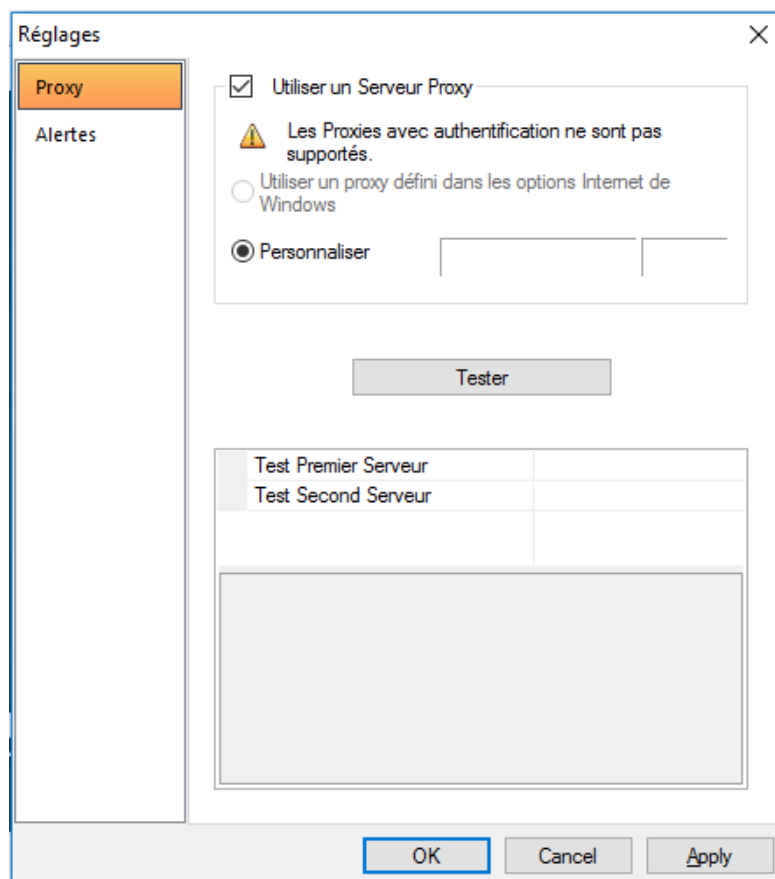 Réglages
Proxy
Alertes
Utiliser un Serveur Proxy
Les Proxies avec authentification ne sont pas
supportés.
Utiliser un proxy défini dans les options Internet de
Windows
Personnaliser
Tester
Test Premier Serveur
Test Second Serveur
OK
Cancel
Apply